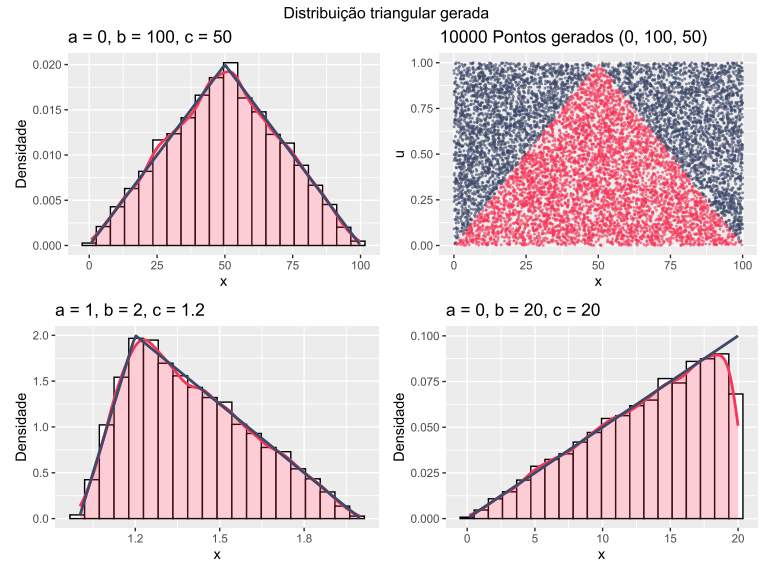 Distribuição triangular gerada
a = 0, b = 100, c = 50
Densidade
0.020
0.015
0.010
0.005
0.000
0
25
50
75
100
x
10000 Pontos gerados (0, 100, 50)
u
1.00
0.75
0.50
0.25
0.00
0
25
50
75
100
x
a = 1, b = 2, c = 1.2
Densidade
2.0
1.5
1.0
0.5
0.0
1.2
1.5
1.8
x
a = 0, b = 20, c = 20
Densidade
0.100
0.075
0.050
0.025
0.000
0
5
10
15
20
x